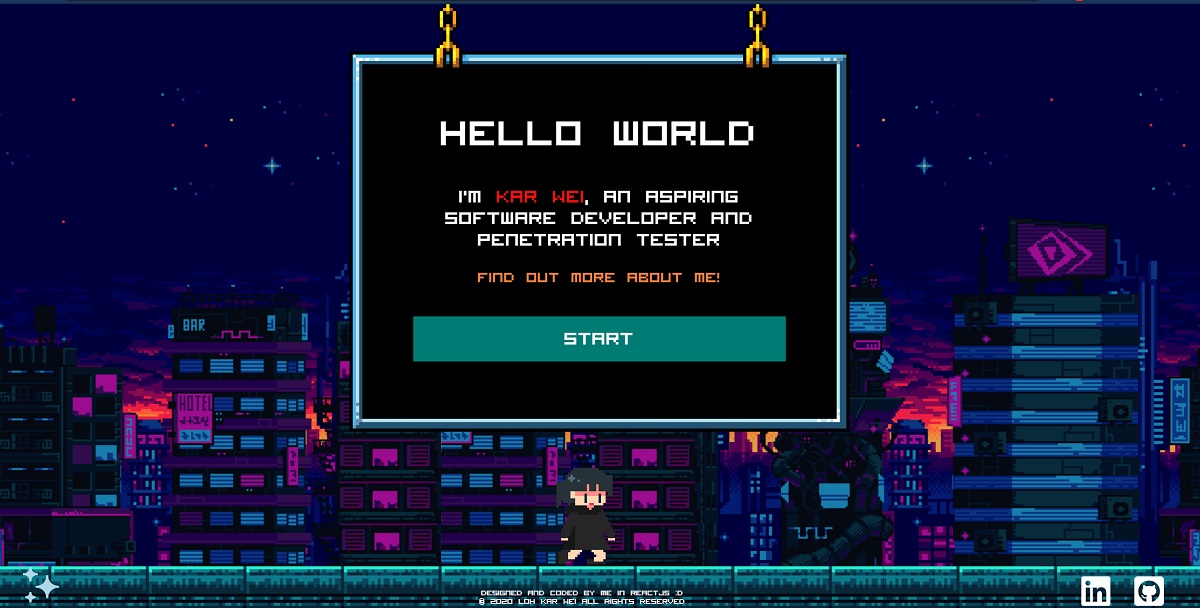 HELLO WORLD
I'M KAR WEI, AN ASPIRING
SOFTWARE DEVELOPER AND
PENETRATION TESTER
FIND OUT MORE ABOUT ME!
START
BAR
HOTEL
DESIGNED AND CODED BY ME IN REACTJS :D
© 2020 LOH KAR WEI ALL RIGHTS RESERVED
in